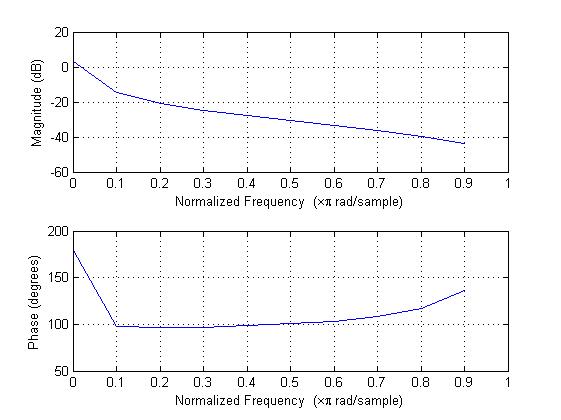 20
0
-20
-40
-60
Magnitude (dB)
0 0.1 0.2 0.3 0.4 0.5 0.6 0.7 0.8 0.9 1
Normalized Frequency (×π rad/sample)
200
150
100
50
Phase (degrees)
0 0.1 0.2 0.3 0.4 0.5 0.6 0.7 0.8 0.9 1
Normalized Frequency (×π rad/sample)